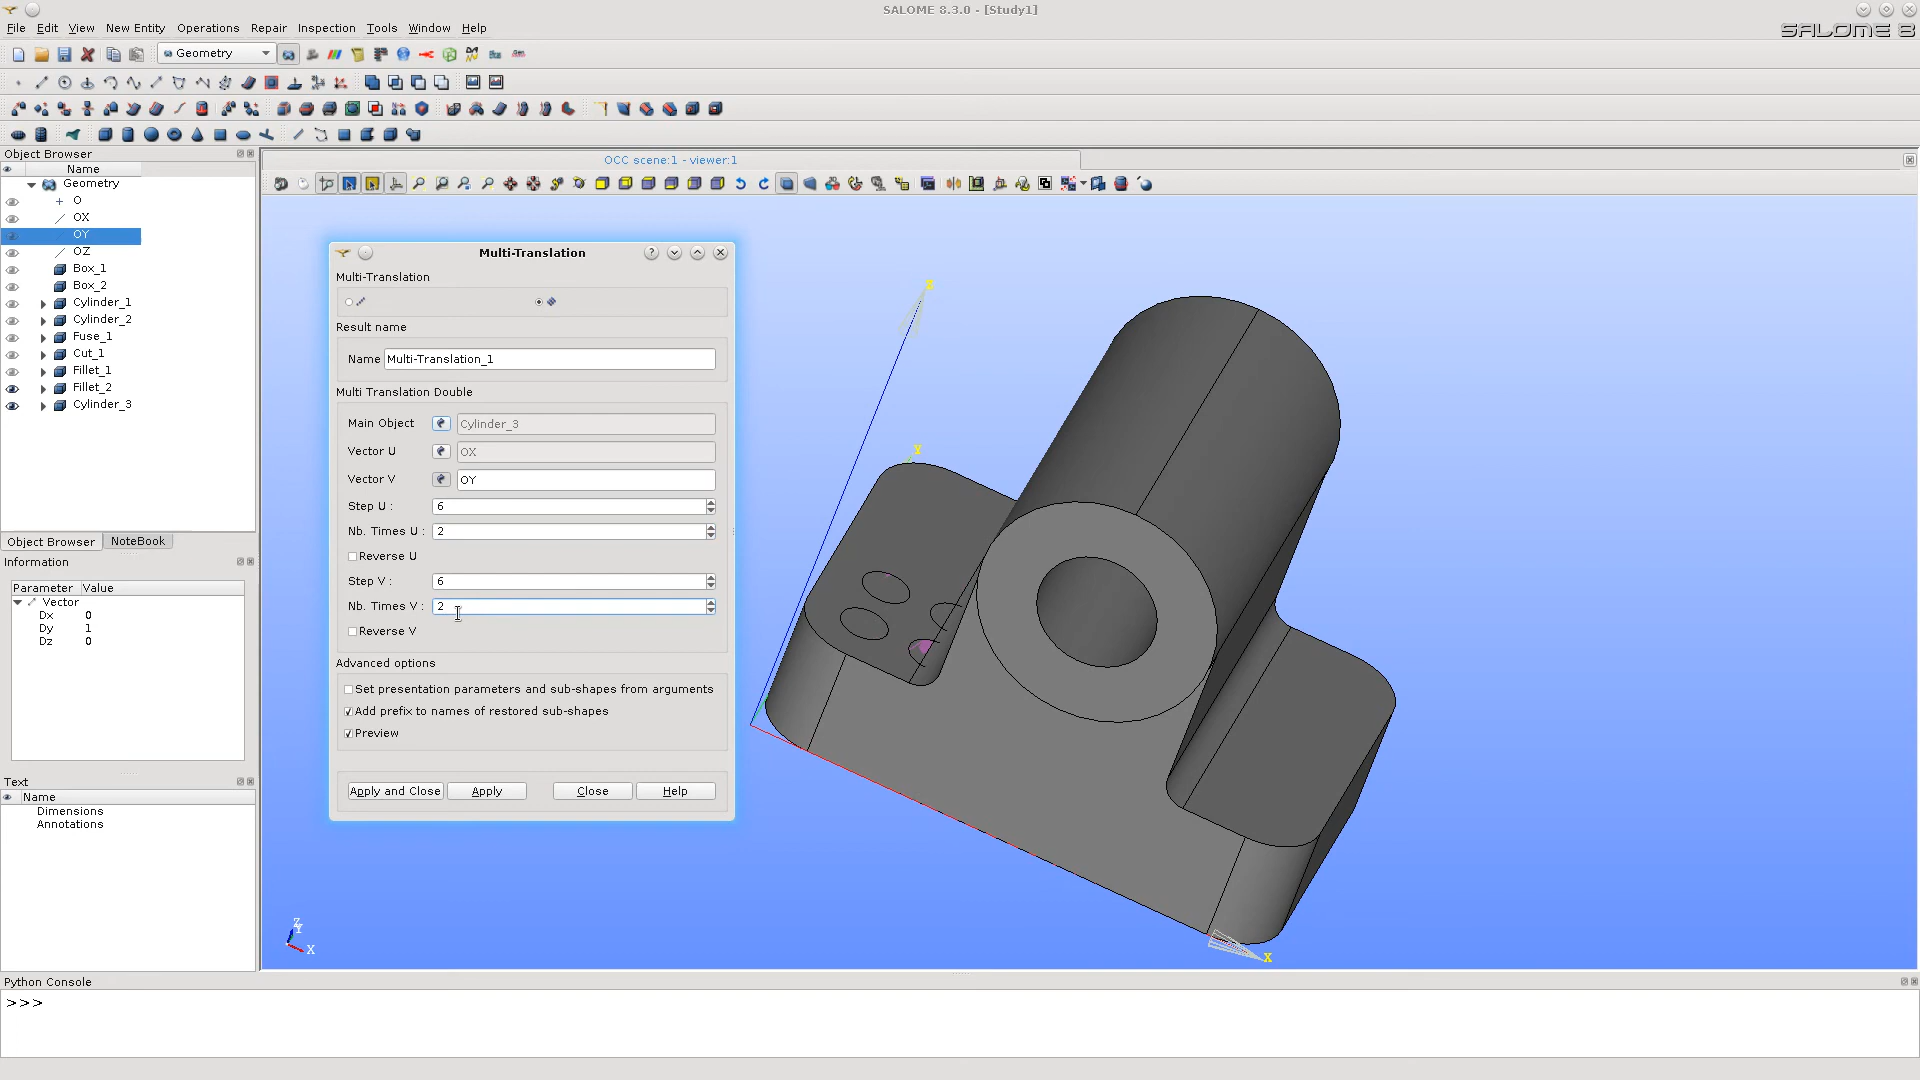 SALOME 8.3.0 - [Study1]
File Edit View New Entity Operations Repair Inspection Tools Window Help
SALOME 8
Geometry
Object Browser
Name
Geometry
O
OX
OY
OZ
Box_1
Box_2
Cylinder_1
Cylinder_2
Fuse_1
Cut_1
Fillet_1
Fillet_2
Cylinder_3
Object Browser NoteBook
Information
Parameter Value
Vector
Dx 0
Dy 1
Dz 0
Text
Name
Dimensions
Annotations
OCC scene:1 - viewer:1
Multi-Translation
Multi-Translation
Result name
Name Multi-Translation_1
Multi Translation Double
Main Object Cylinder_3
Vector U OX
Vector V OY
Step U : 6
Nb. Times U : 2
Reverse U
Step V : 6
Nb. Times V : 2
Reverse V
Advanced options
Set presentation parameters and sub-shapes from arguments
Add prefix to names of restored sub-shapes
Preview
Apply and Close Apply Close Help
Z
Y
X
X
Python Console
>>>